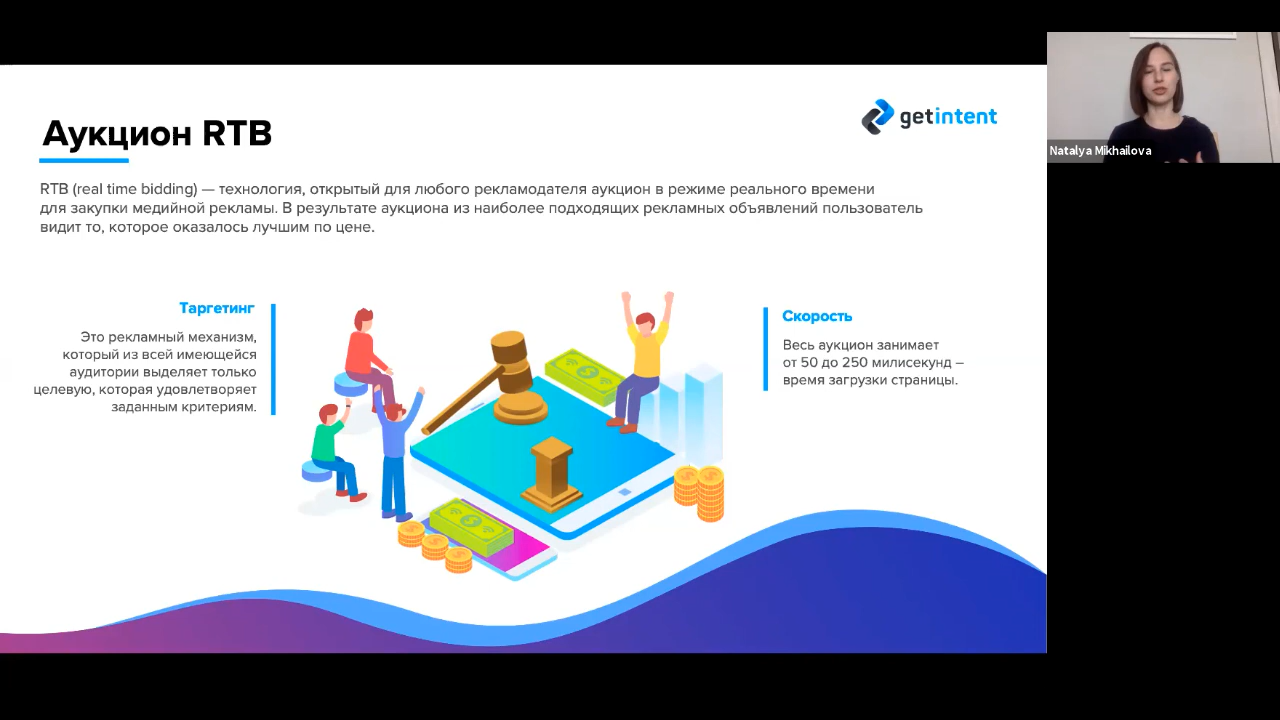 Аукцион RTB
getintent
RTB (real time bidding) — технология, открытый для любого рекламодателя аукцион в режиме реального времени
для закупки медийной рекламы. В результате аукциона из наиболее подходящих рекламных объявлений пользователь
видит то, которое оказалось лучшим по цене.
Таргетинг
Это рекламный механизм,
который из всей имеющейся
аудитории выделяет только
целевую, которая удовлетворяет
заданным критериям.
Скорость
Весь аукцион занимает
от 50 до 250 милисекунд –
время загрузки страницы.
Natalya Mikhailova